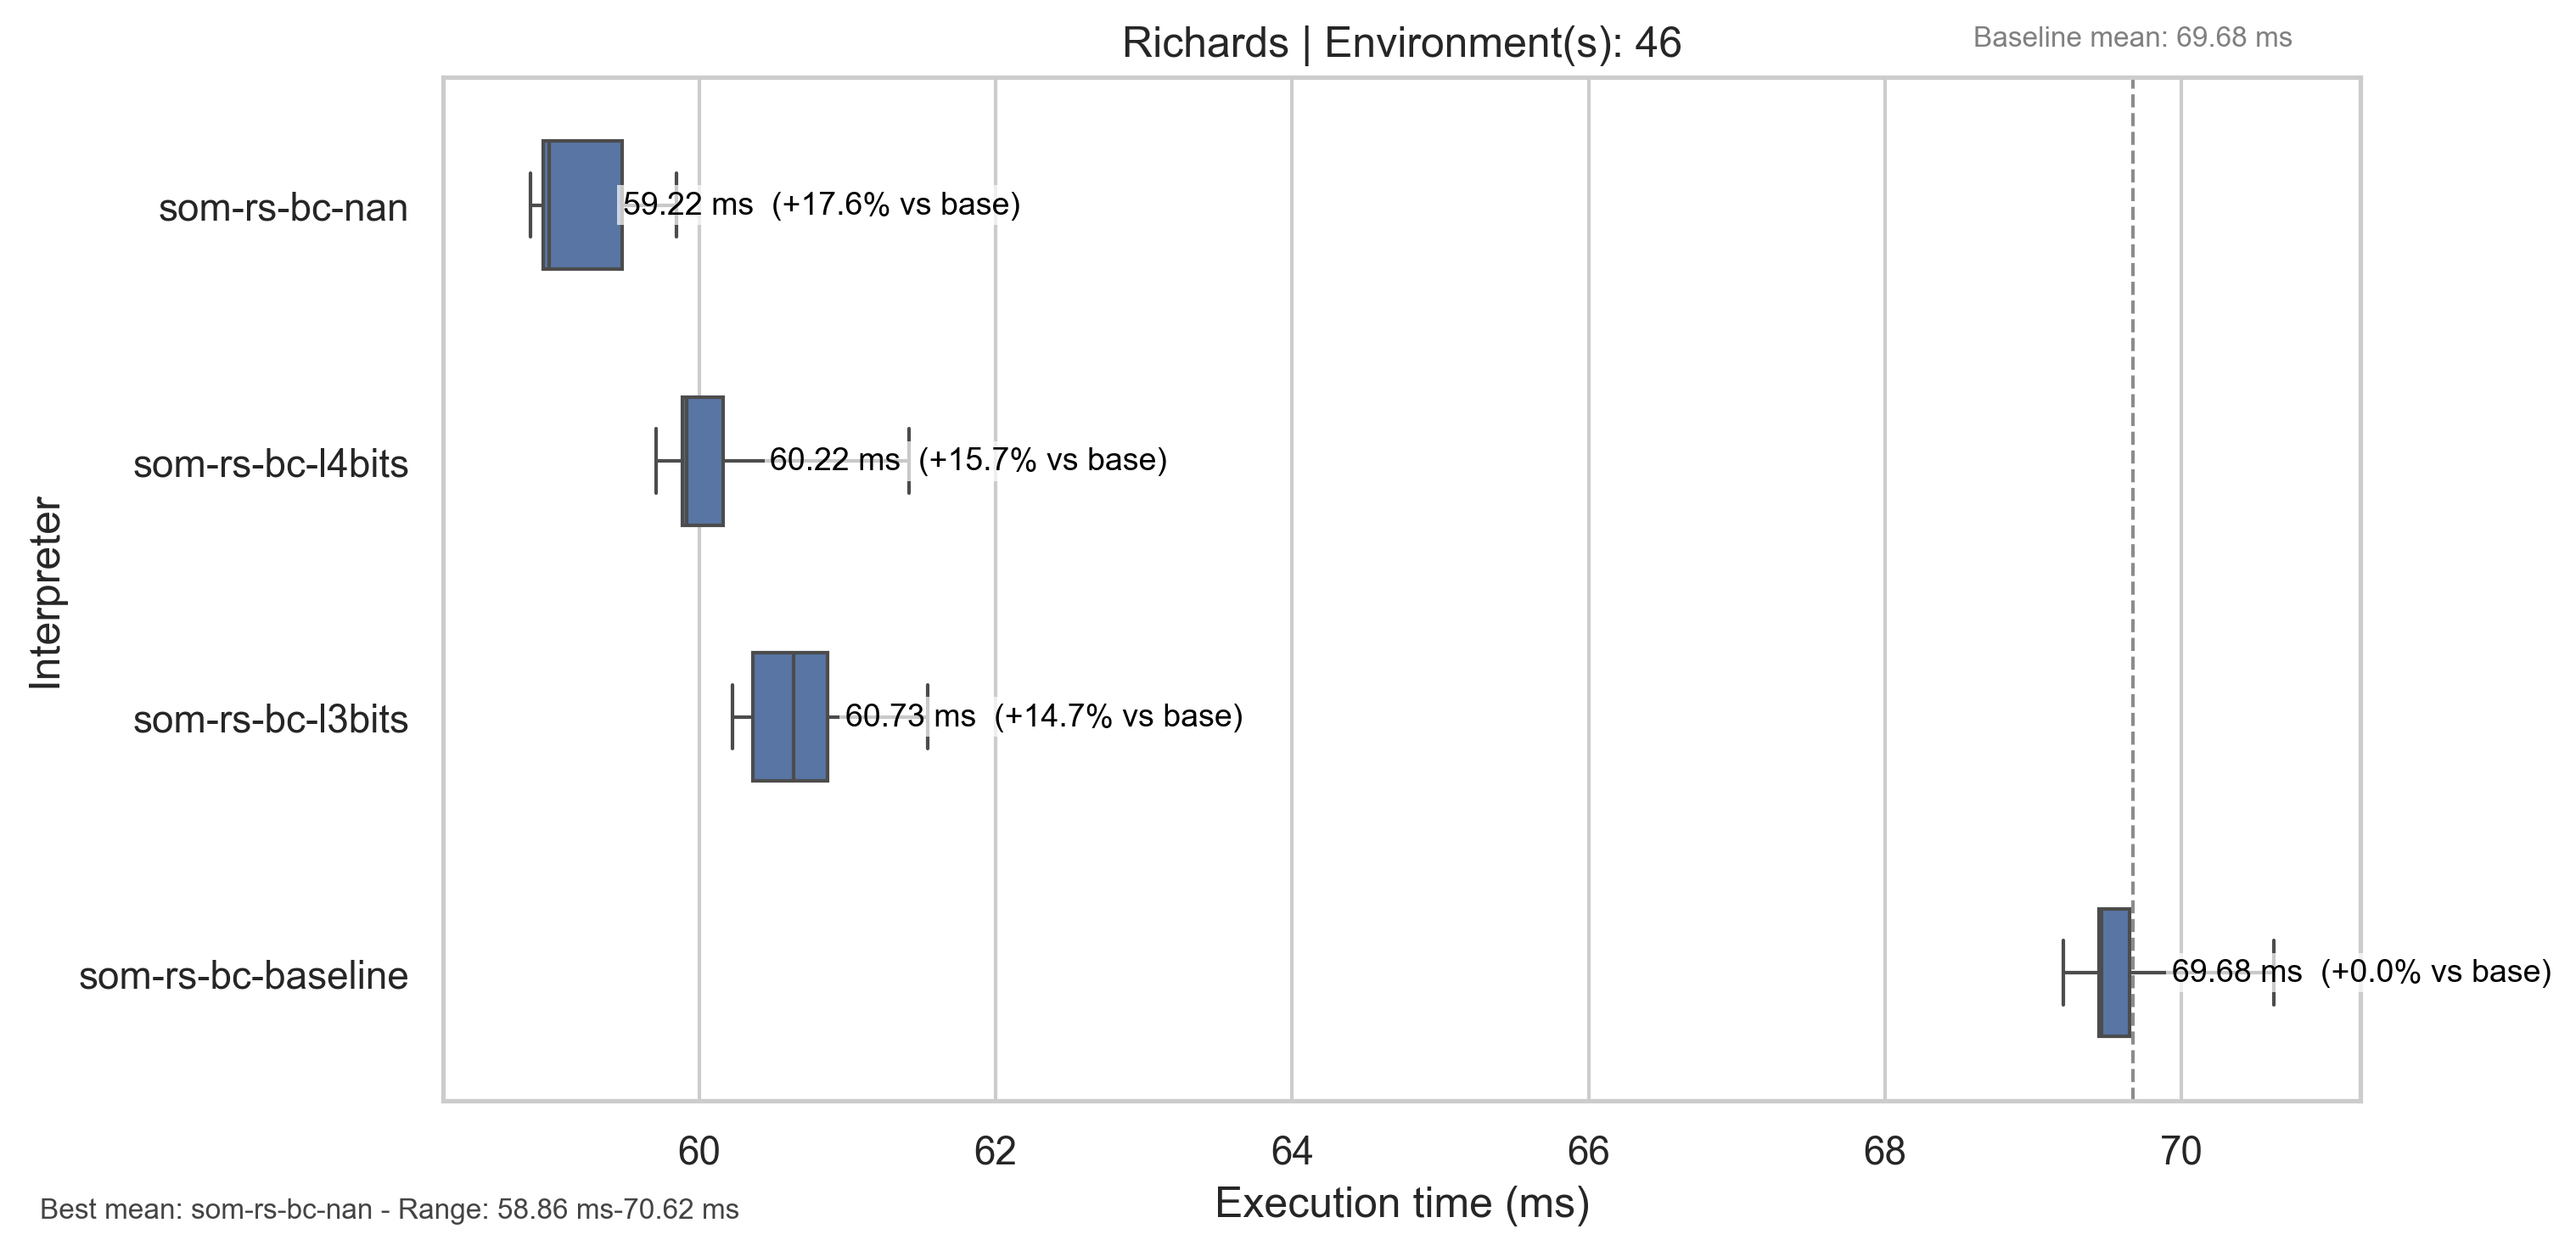 Richards | Environment(s): 46
Baseline mean: 69.68 ms
Interpreter
som-rs-bc-nan
59.22 ms  (+17.6% vs base)
som-rs-bc-l4bits
60.22 ms  (+15.7% vs base)
som-rs-bc-l3bits
60.73 ms  (+14.7% vs base)
som-rs-bc-baseline
69.68 ms  (+0.0% vs base)
60 62 64 66 68 70
Execution time (ms)
Best mean: som-rs-bc-nan - Range: 58.86 ms-70.62 ms